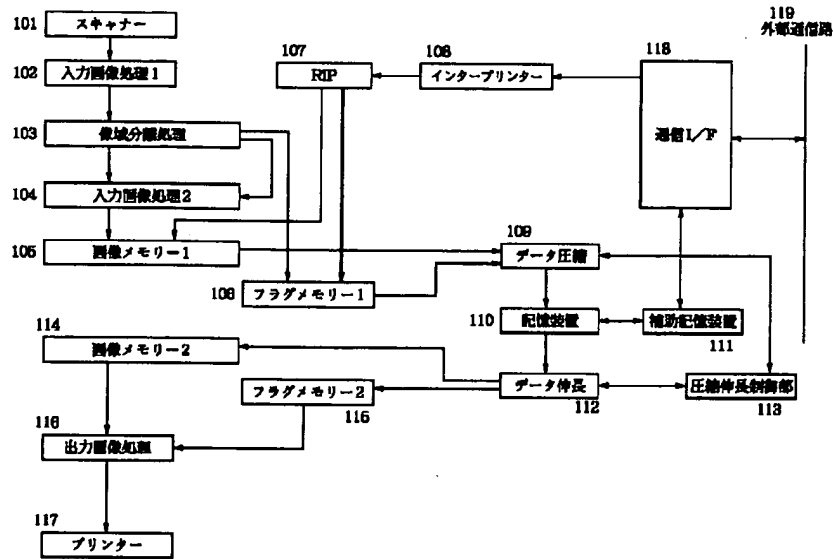 101
スキャナー
102
入力画像処理1
103
像域分離処理
104
入力画像処理2
105
画像メモリー1
106
フラグメモリー1
107
RIP
108
インタープリンター
118
通信I/F
119
外部通信路
109
データ圧縮
110
記憶装置
補助記憶装置
111
データ伸長
112
圧縮伸長制御部
113
114
画像メモリー2
フラグメモリー2
115
116
出力画像処理
117
プリンター